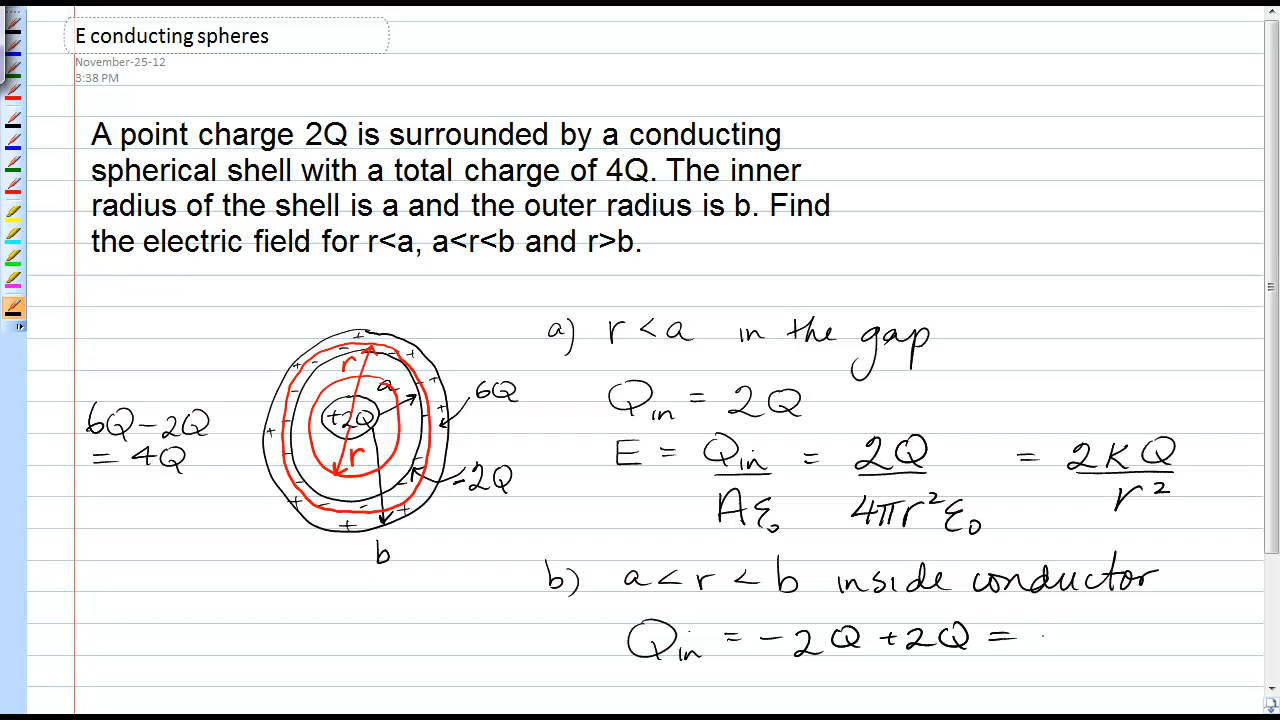 E conducting spheres
November-25-12
3:38 PM
A point charge 2Q is surrounded by a conducting
spherical shell with a total charge of 4Q. The inner
radius of the shell is a and the outer radius is b. Find
the electric field for r<a, a<r<b and r>b.
a) r < a in the gap
Qin = 2Q
E = Qin/Aε₀ = 2Q/4πr²ε₀ = 2KQ/r²
b) a < r < b inside conductor
Qin = -2Q + 2Q =
6Q - 2Q
= 4Q
r
a
+2Q
r
6Q
-2Q
b